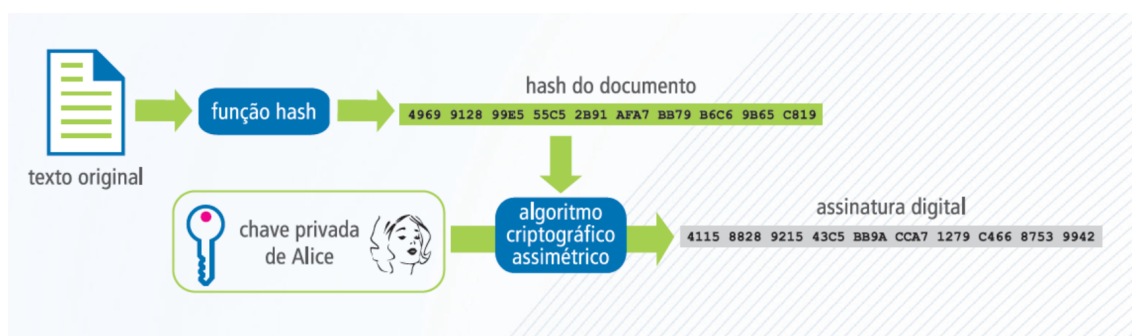 hash do documento
função hash
4969 9128 99E5 55C5 2B91 AFA7 BB79 B6C6 9B65 C819
texto original
chave privada
de Alice
algoritmo
criptográfico
assimétrico
assinatura digital
4115 8828 9215 43C5 BB9A CCA7 1279 C466 8753 9942